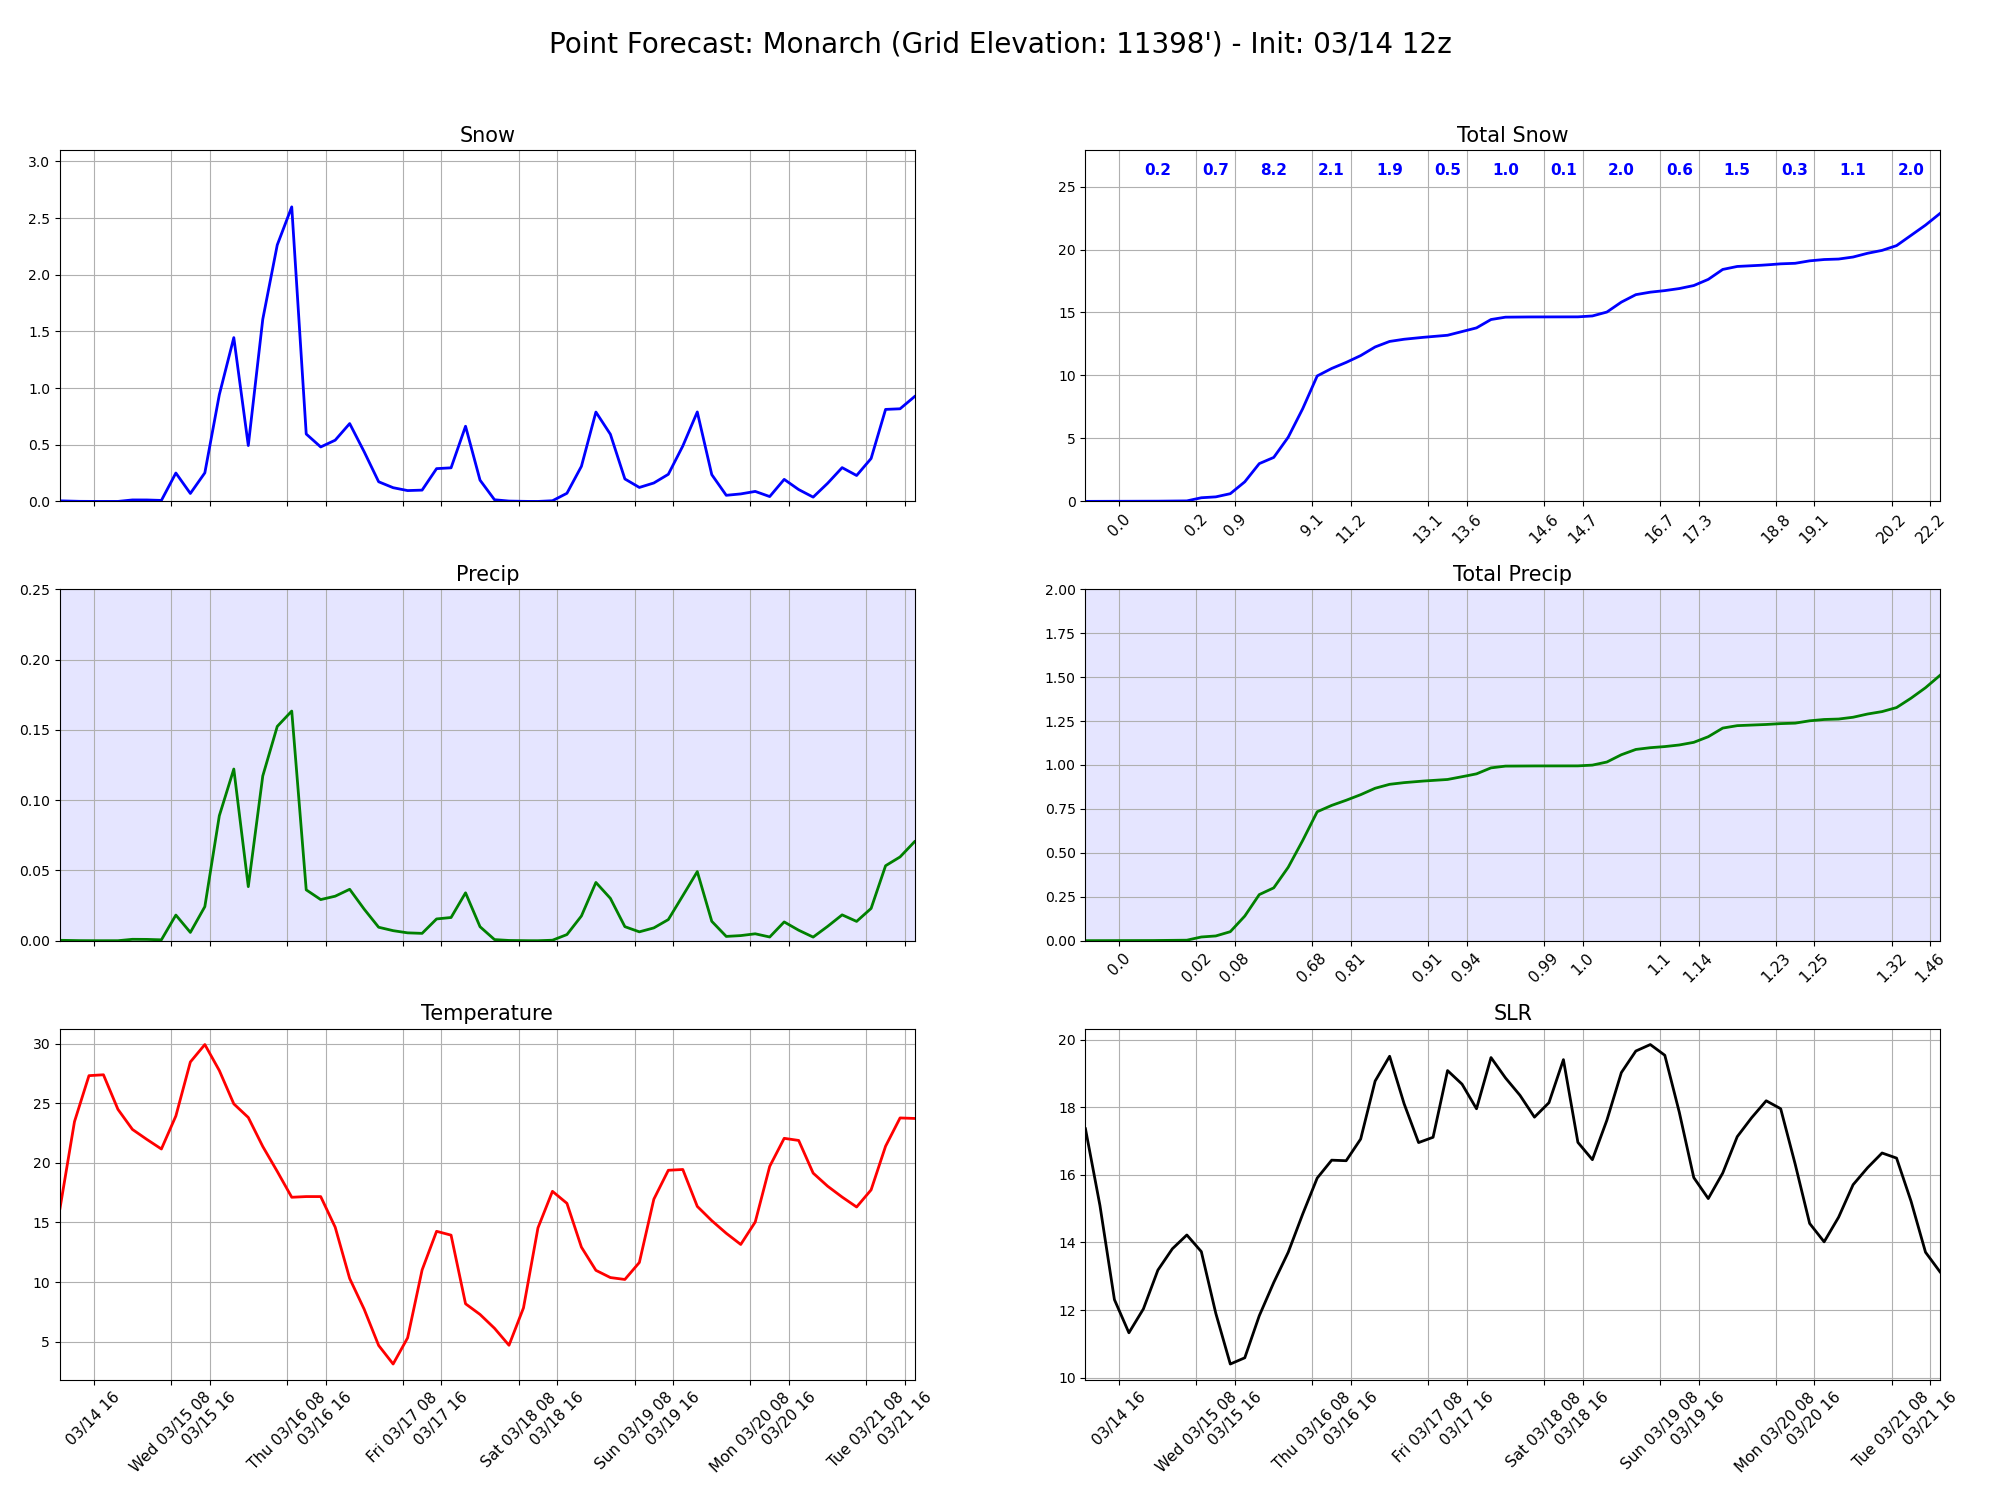 Point Forecast: Monarch (Grid Elevation: 11398') - Init: 03/14 12z
Snow
3.0
2.5
2.0
1.5
1.0
0.5
0.0
Total Snow
0.2 0.7 8.2 2.1 1.9 0.5 1.0 0.1 2.0 0.6 1.5 0.3 1.1 2.0
25
20
15
10
5
0
0.0 0.2 0.9 9.1 11.2 13.1 13.6 14.6 14.7 16.7 17.3 18.8 19.1 20.2 22.2
Precip
0.25
0.20
0.15
0.10
0.05
0.00
Total Precip
2.00
1.75
1.50
1.25
1.00
0.75
0.50
0.25
0.00
0.0 0.02 0.08 0.68 0.81 0.91 0.94 0.99 1.0 1.1 1.14 1.23 1.25 1.32 1.46
Temperature
30
25
20
15
10
5
03/14 16
Wed 03/15 08
03/15 16
Thu 03/16 08
03/16 16
Fri 03/17 08
03/17 16
Sat 03/18 08
03/18 16
Sun 03/19 08
03/19 16
Mon 03/20 08
03/20 16
Tue 03/21 08
03/21 16
SLR
20
18
16
14
12
10
03/14 16
Wed 03/15 08
03/15 16
Thu 03/16 08
03/16 16
Fri 03/17 08
03/17 16
Sat 03/18 08
03/18 16
Sun 03/19 08
03/19 16
Mon 03/20 08
03/20 16
Tue 03/21 08
03/21 16